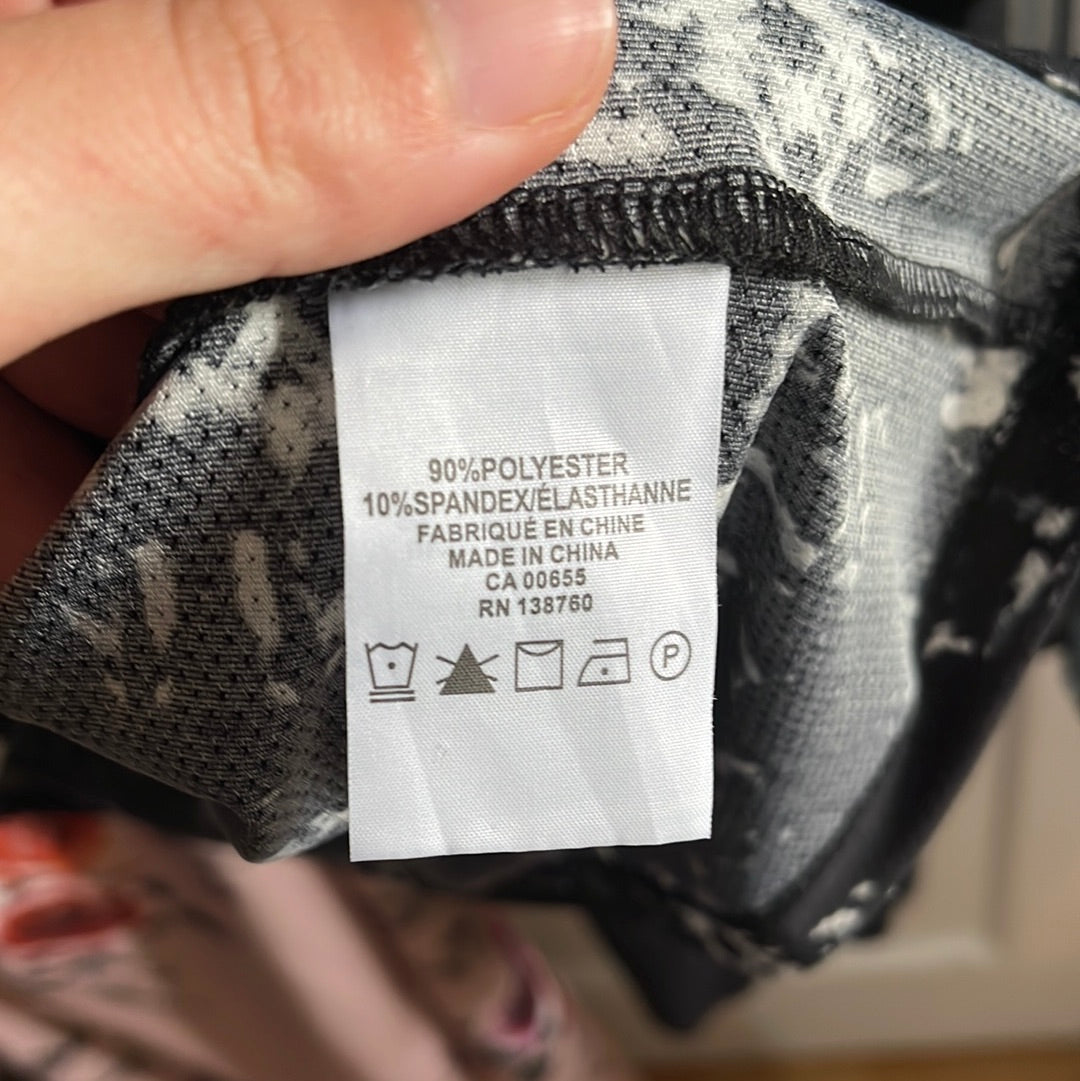 90%POLYESTER
10%SPANDEX/ÉLASTHANNE
FABRIQUÉ EN CHINE
MADE IN CHINA
CA 00655
RN 138760
P